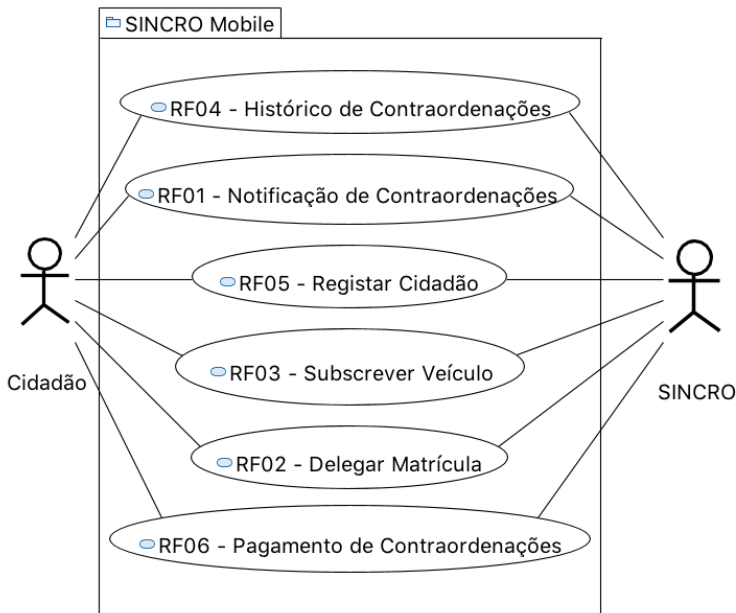 SINCRO Mobile
RF04 - Histórico de Contraordenações
RF01 - Notificação de Contraordenações
RF05 - Registar Cidadão
RF03 - Subscrever Veículo
Cidadão
SINCRO
RF02 - Delegar Matrícula
RF06 - Pagamento de Contraordenações